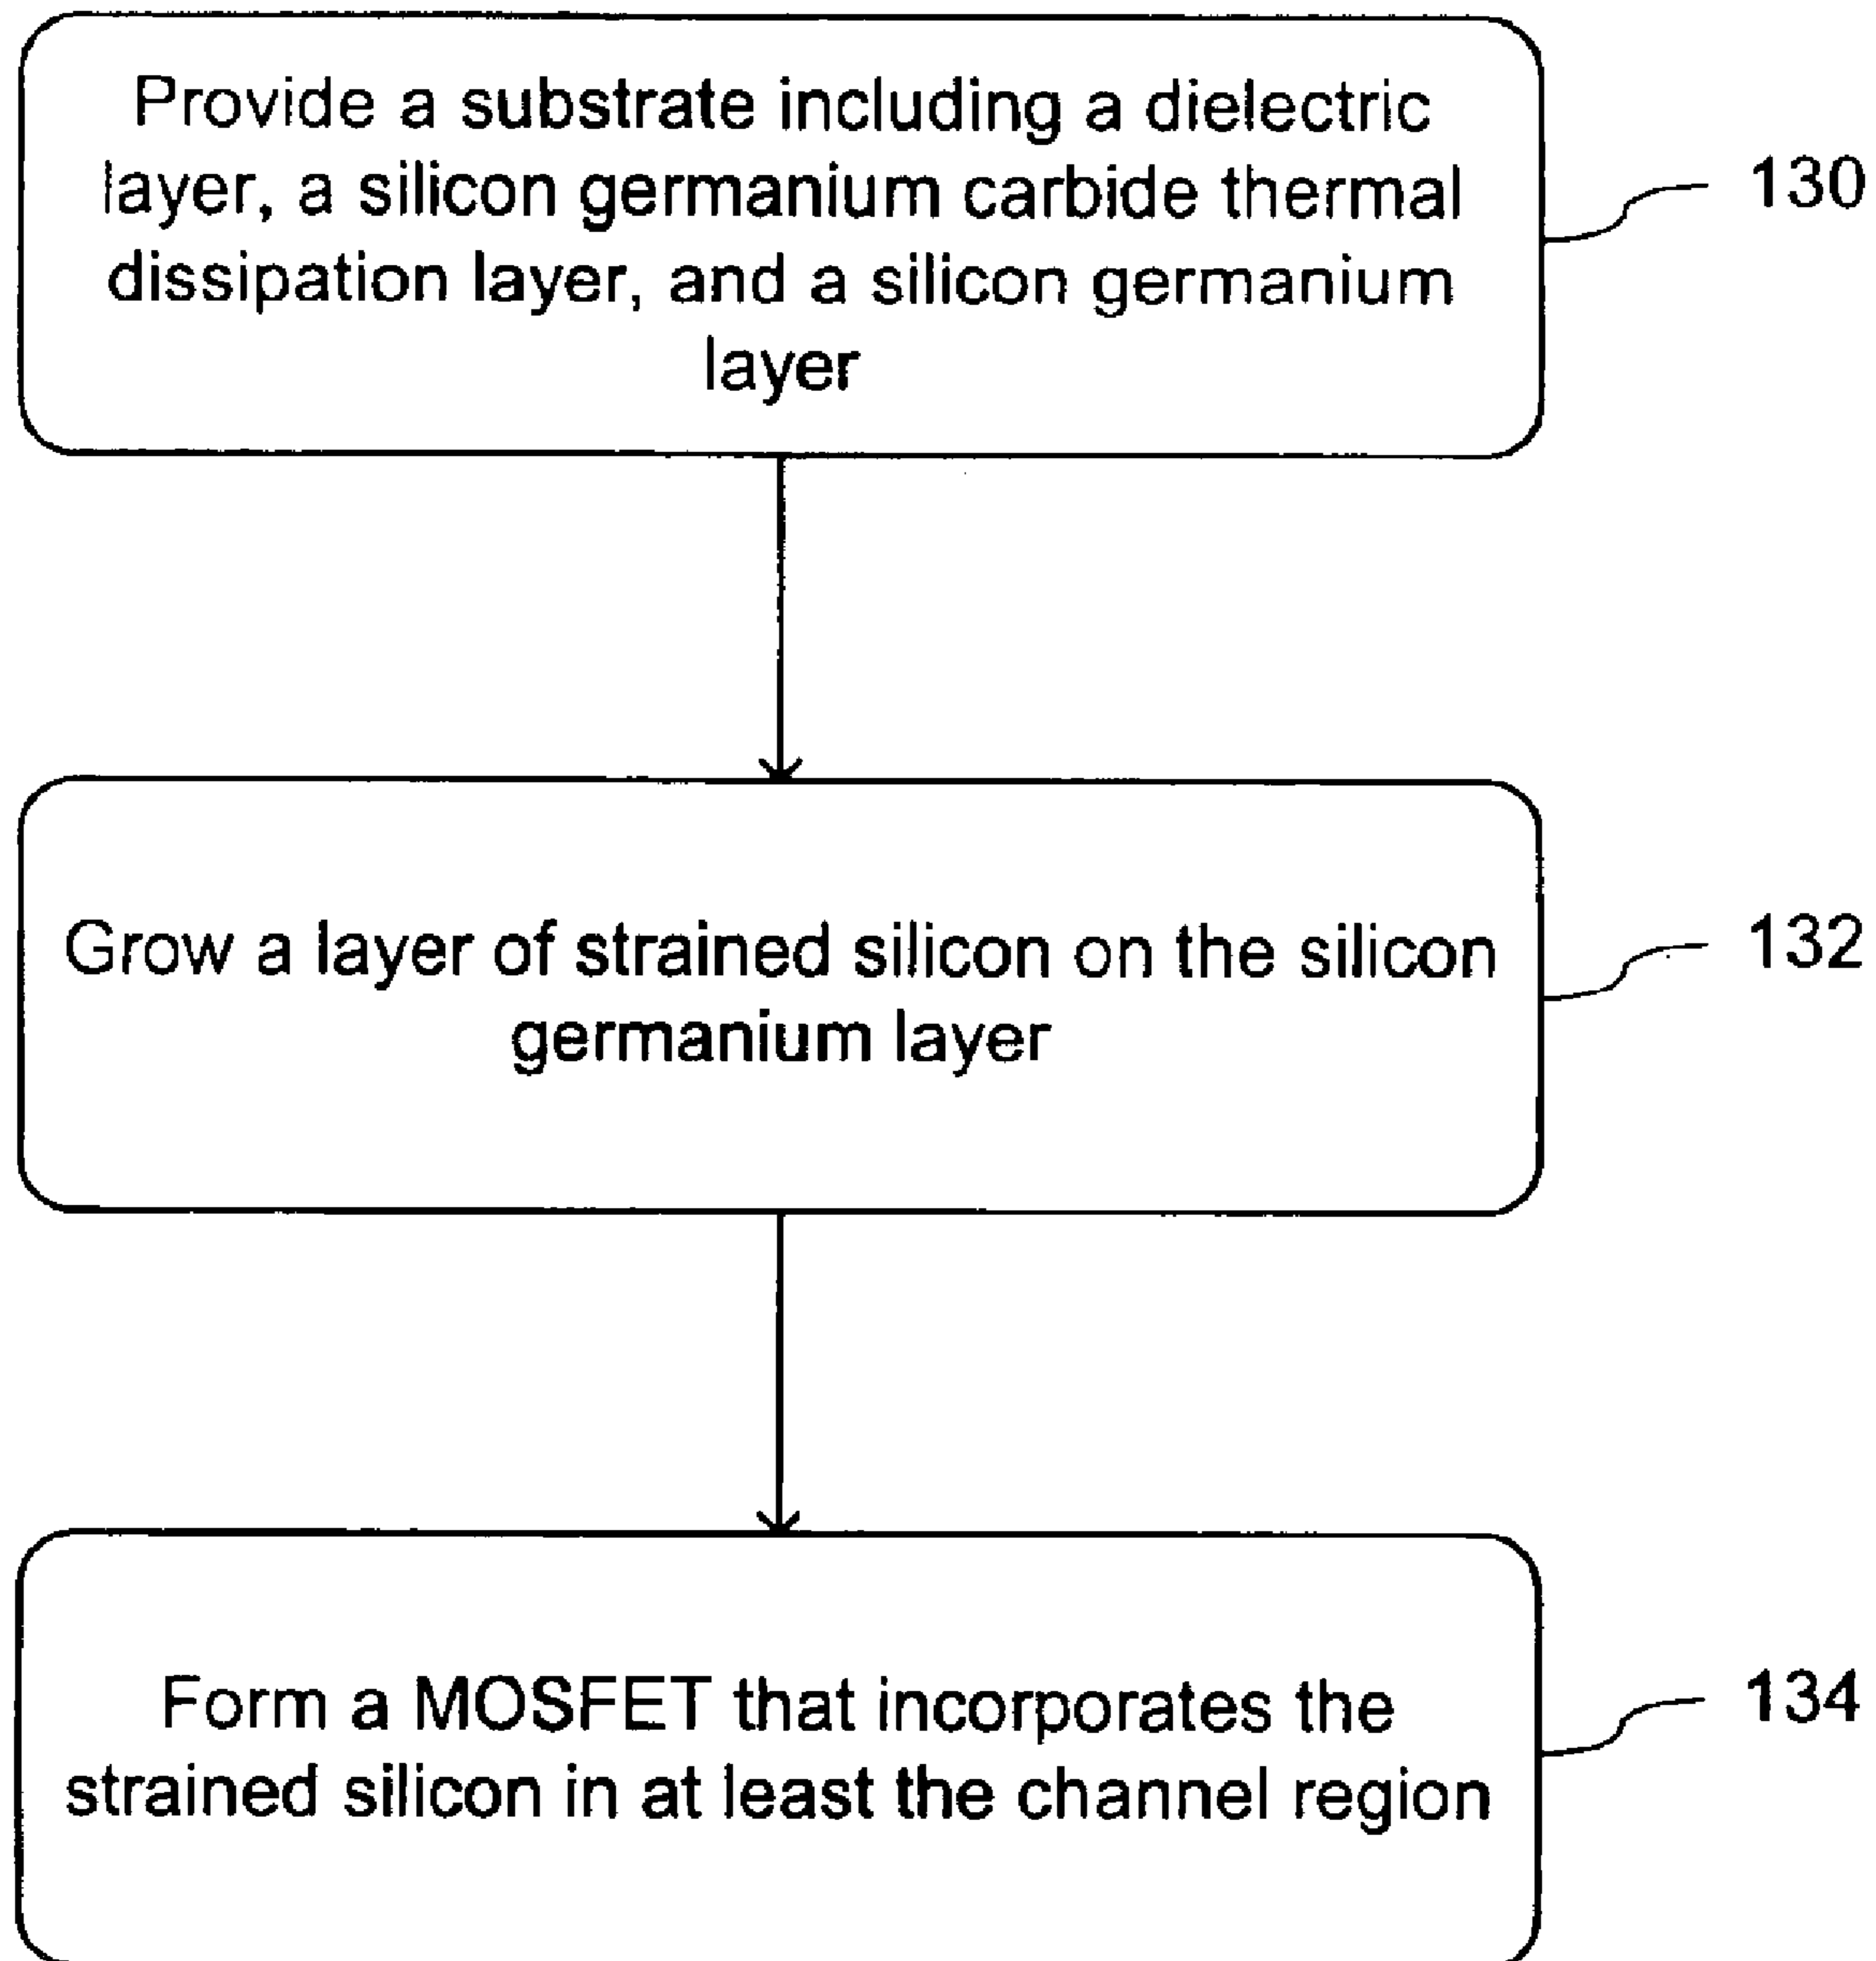 Provide a substrate including a dielectric
layer, a silicon germanium carbide thermal
dissipation layer, and a silicon germanium
layer
130
Grow a layer of strained silicon on the silicon
germanium layer
132
Form a MOSFET that incorporates the
strained silicon in at least the channel region
134